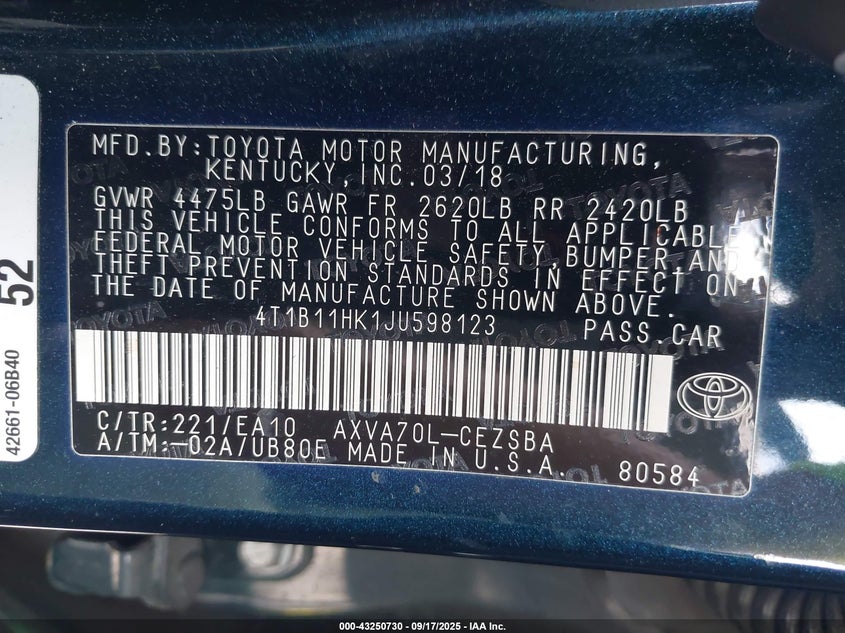 MFD.BY:TOYOTA MOTOR MANUFACTURING,
KENTUCKY,INC.03/18
GVWR 4475LB GAWR FR 2620LB RR 2420LB
THIS VEHICLE CONFORMS TO ALL APPLICABLE
FEDERAL MOTOR VEHICLE SAFETY,BUMPER,AND
THEFT PREVENTION STANDARDS IN EFFECT ON
THE DATE OF MANUFACTURE SHOWN ABOVE.
4T1B11HK1JU598123 PASS.CAR
C/TR:221/EA10 AXVA70L-CEZSBA
A/TM:-02A/UB80E MADE IN U.S.A. 80584
52
42661-06B40
000-43250730 - 09/17/2025 - IAA Inc.